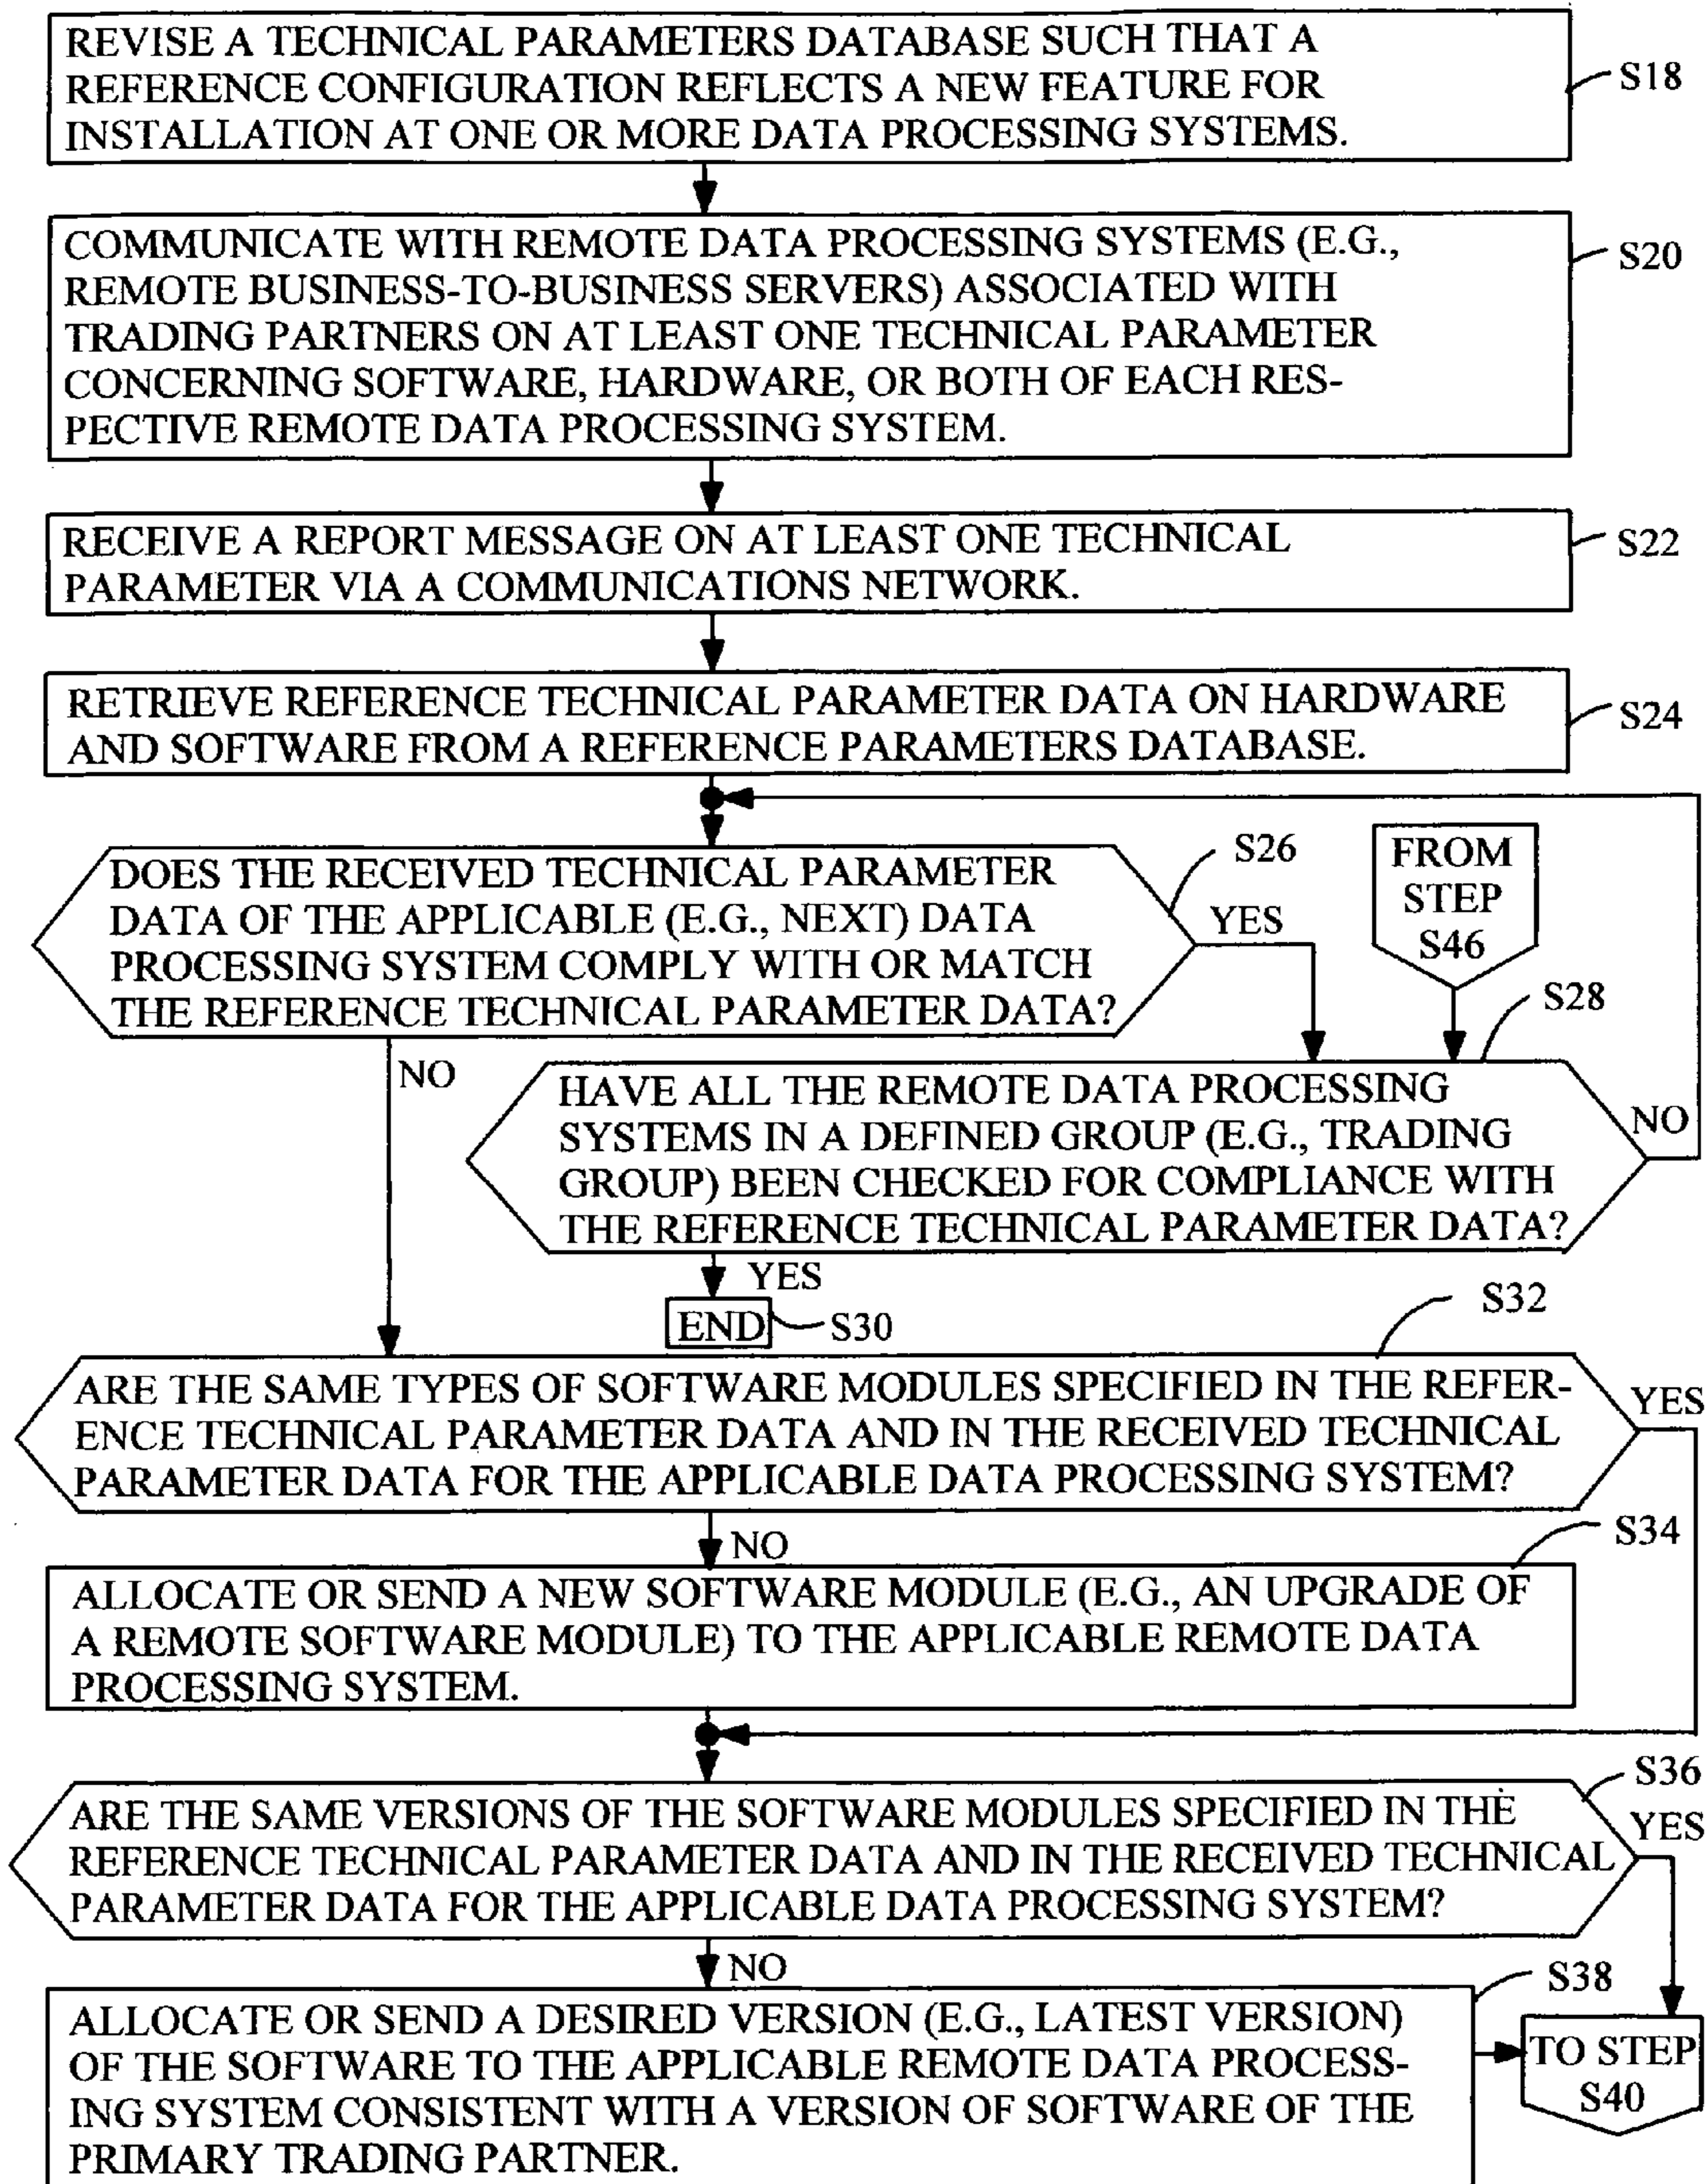 REVISE A TECHNICAL PARAMETERS DATABASE SUCH THAT A
REFERENCE CONFIGURATION REFLECTS A NEW FEATURE FOR
INSTALLATION AT ONE OR MORE DATA PROCESSING SYSTEMS.
S18
COMMUNICATE WITH REMOTE DATA PROCESSING SYSTEMS (E.G.,
REMOTE BUSINESS-TO-BUSINESS SERVERS) ASSOCIATED WITH
TRADING PARTNERS ON AT LEAST ONE TECHNICAL PARAMETER
CONCERNING SOFTWARE, HARDWARE, OR BOTH OF EACH RES-
PECTIVE REMOTE DATA PROCESSING SYSTEM.
S20
RECEIVE A REPORT MESSAGE ON AT LEAST ONE TECHNICAL
PARAMETER VIA A COMMUNICATIONS NETWORK.
S22
RETRIEVE REFERENCE TECHNICAL PARAMETER DATA ON HARDWARE
AND SOFTWARE FROM A REFERENCE PARAMETERS DATABASE.
S24
DOES THE RECEIVED TECHNICAL PARAMETER
DATA OF THE APPLICABLE (E.G., NEXT) DATA
PROCESSING SYSTEM COMPLY WITH OR MATCH
THE REFERENCE TECHNICAL PARAMETER DATA?
S26
YES
NO
FROM
STEP
S46
S28
HAVE ALL THE REMOTE DATA PROCESSING
SYSTEMS IN A DEFINED GROUP (E.G., TRADING
GROUP) BEEN CHECKED FOR COMPLIANCE WITH
THE REFERENCE TECHNICAL PARAMETER DATA?
NO
YES
END
S30
S32
ARE THE SAME TYPES OF SOFTWARE MODULES SPECIFIED IN THE REFER-
ENCE TECHNICAL PARAMETER DATA AND IN THE RECEIVED TECHNICAL
PARAMETER DATA FOR THE APPLICABLE DATA PROCESSING SYSTEM?
YES
NO
S34
ALLOCATE OR SEND A NEW SOFTWARE MODULE (E.G., AN UPGRADE OF
A REMOTE SOFTWARE MODULE) TO THE APPLICABLE REMOTE DATA
PROCESSING SYSTEM.
S36
ARE THE SAME VERSIONS OF THE SOFTWARE MODULES SPECIFIED IN THE
REFERENCE TECHNICAL PARAMETER DATA AND IN THE RECEIVED TECHNICAL
PARAMETER DATA FOR THE APPLICABLE DATA PROCESSING SYSTEM?
YES
NO
S38
ALLOCATE OR SEND A DESIRED VERSION (E.G., LATEST VERSION)
OF THE SOFTWARE TO THE APPLICABLE REMOTE DATA PROCESS-
ING SYSTEM CONSISTENT WITH A VERSION OF SOFTWARE OF THE
PRIMARY TRADING PARTNER.
TO STEP
S40